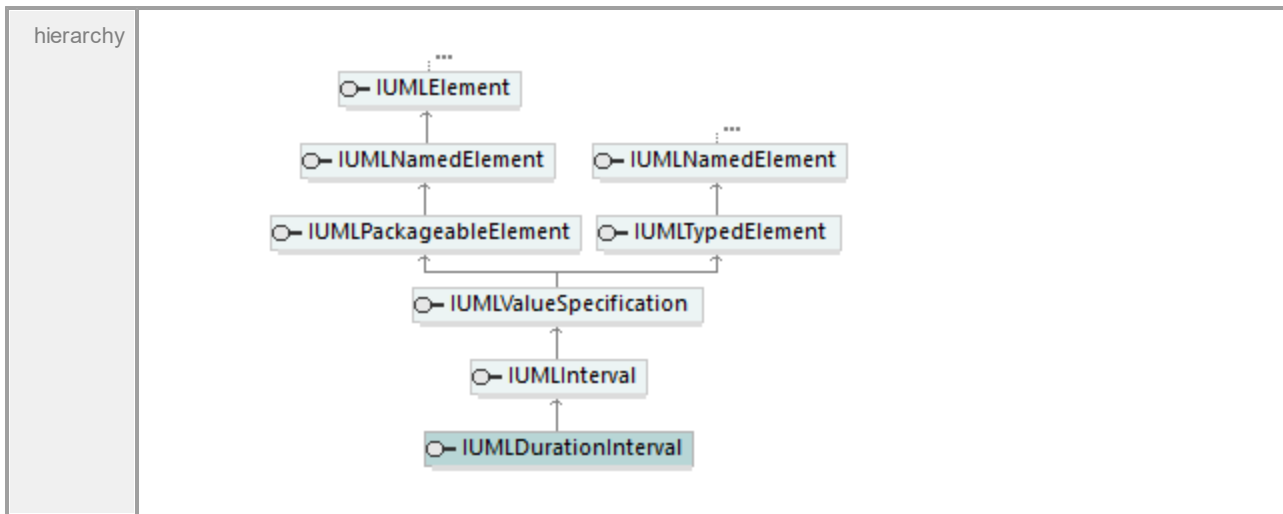 hierarchy
...
IUMLElement
...
IUMLNamedElement
IUMLNamedElement
IUMLPackageableElement
IUMLTypedElement
IUMLValueSpecification
IUMLInterval
IUMLDurationInterval